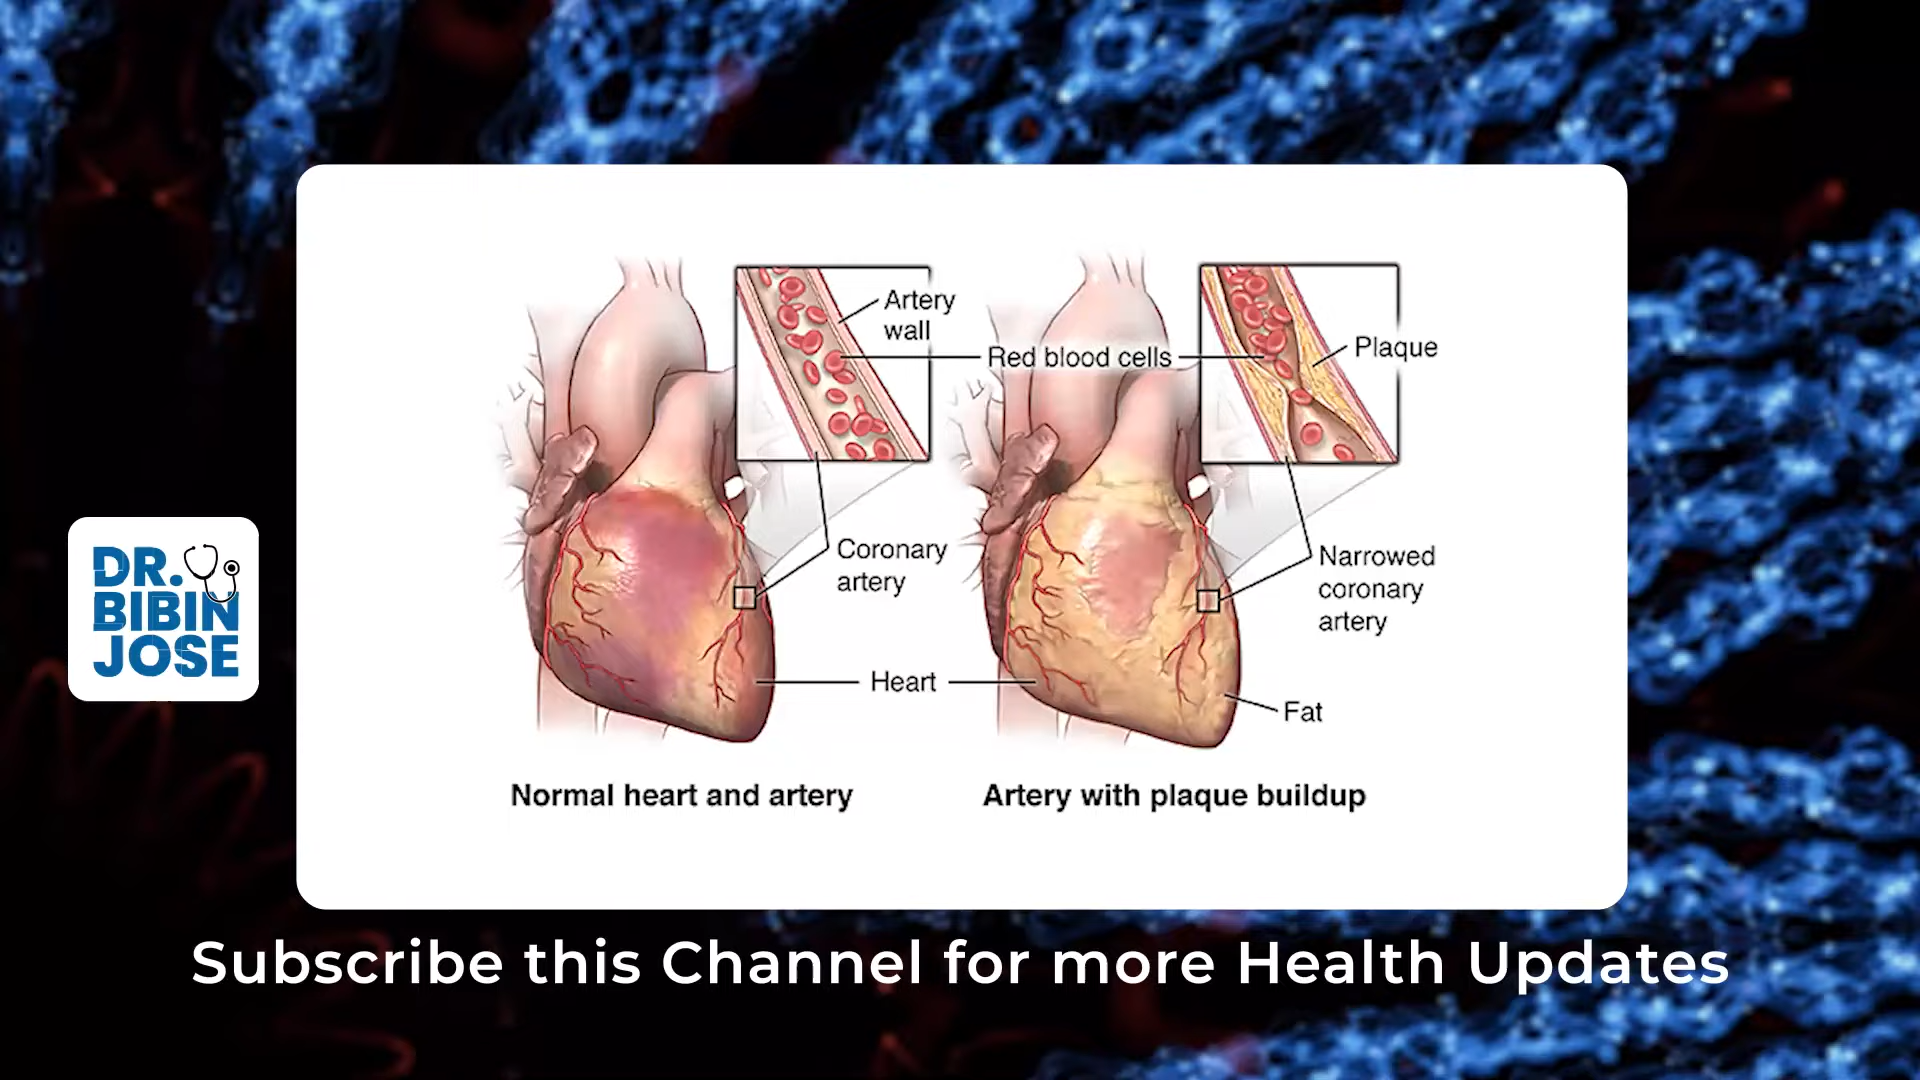 Artery
wall
Red blood cells
Plaque
DR.
BIBIN
JOSE
Coronary
artery
Narrowed
coronary
artery
Heart
Fat
Normal heart and artery
Artery with plaque buildup
Subscribe this Channel for more Health Updates